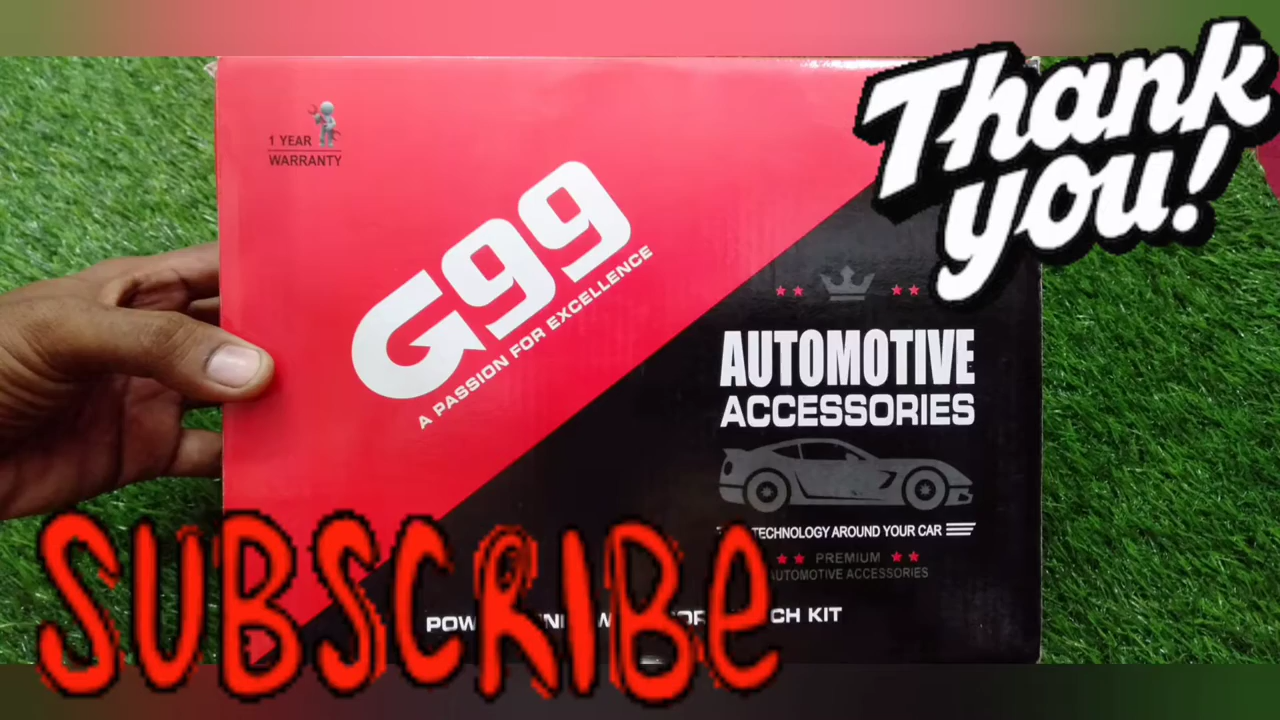 Thank
you!
1 YEAR
WARRANTY
G99
A PASSION FOR EXCELLENCE
AUTOMOTIVE
ACCESSORIES
TECHNOLOGY AROUND YOUR CAR
PREMIUM
AUTOMOTIVE ACCESSORIES
KIT
SUBSCRIBE